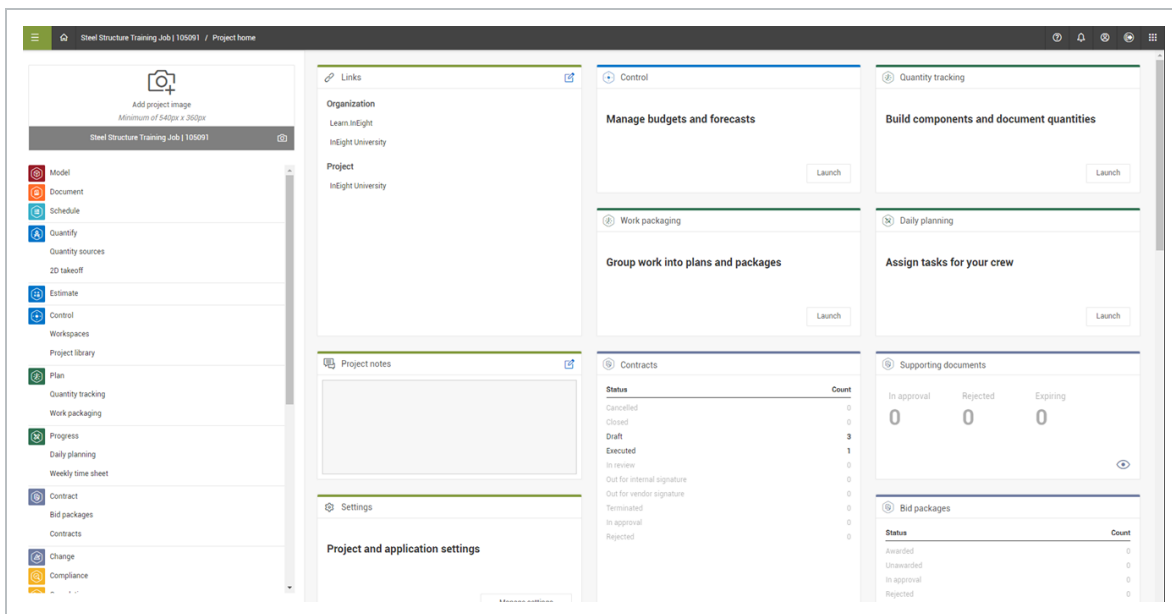 Steel Structure Training Job | 105091 / Project home
Add project image
Minimum of 540px x 360px
Steel Structure Training Job | 105091
Model
Document
Schedule
Quantify
Quantity sources
2D takeoff
Estimate
Control
Workspaces
Project library
Plan
Quantity tracking
Work packaging
Progress
Daily planning
Weekly time sheet
Contract
Bid packages
Contracts
Change
Compliance
Links
Organization
Learn.InEight
InEight University
Project
InEight University
Control
Manage budgets and forecasts
Launch
Quantity tracking
Build components and document quantities
Launch
Work packaging
Group work into plans and packages
Launch
Daily planning
Assign tasks for your crew
Launch
Project notes
Contracts
Status Count
Cancelled 0
Closed 0
Draft 3
Executed 1
In review 0
Out for internal signature 0
Out for vendor signature 0
Terminated 0
In approval 0
Rejected 0
Supporting documents
In approval Rejected Expiring
0 0 0
Settings
Project and application settings
Manage settings
Bid packages
Status Count
Awarded 0
Unawarded 0
In approval 0
Rejected 0